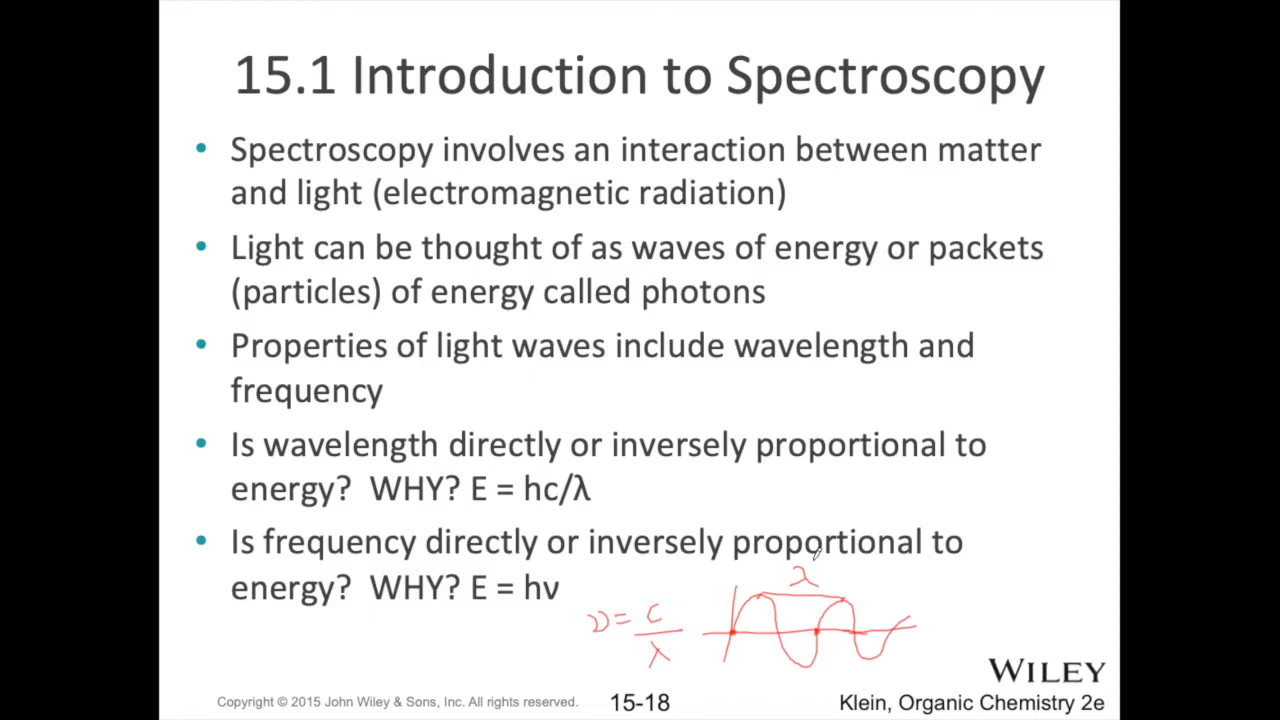 15.1 Introduction to Spectroscopy
• Spectroscopy involves an interaction between matter
and light (electromagnetic radiation)
• Light can be thought of as waves of energy or packets
(particles) of energy called photons
• Properties of light waves include wavelength and
frequency
• Is wavelength directly or inversely proportional to
energy? WHY? E = hc/λ
• Is frequency directly or inversely proportional to
energy? WHY? E = hν
λ
ν = c
λ
WILEY
Copyright © 2015 John Wiley & Sons, Inc. All rights reserved.
15-18
Klein, Organic Chemistry 2e